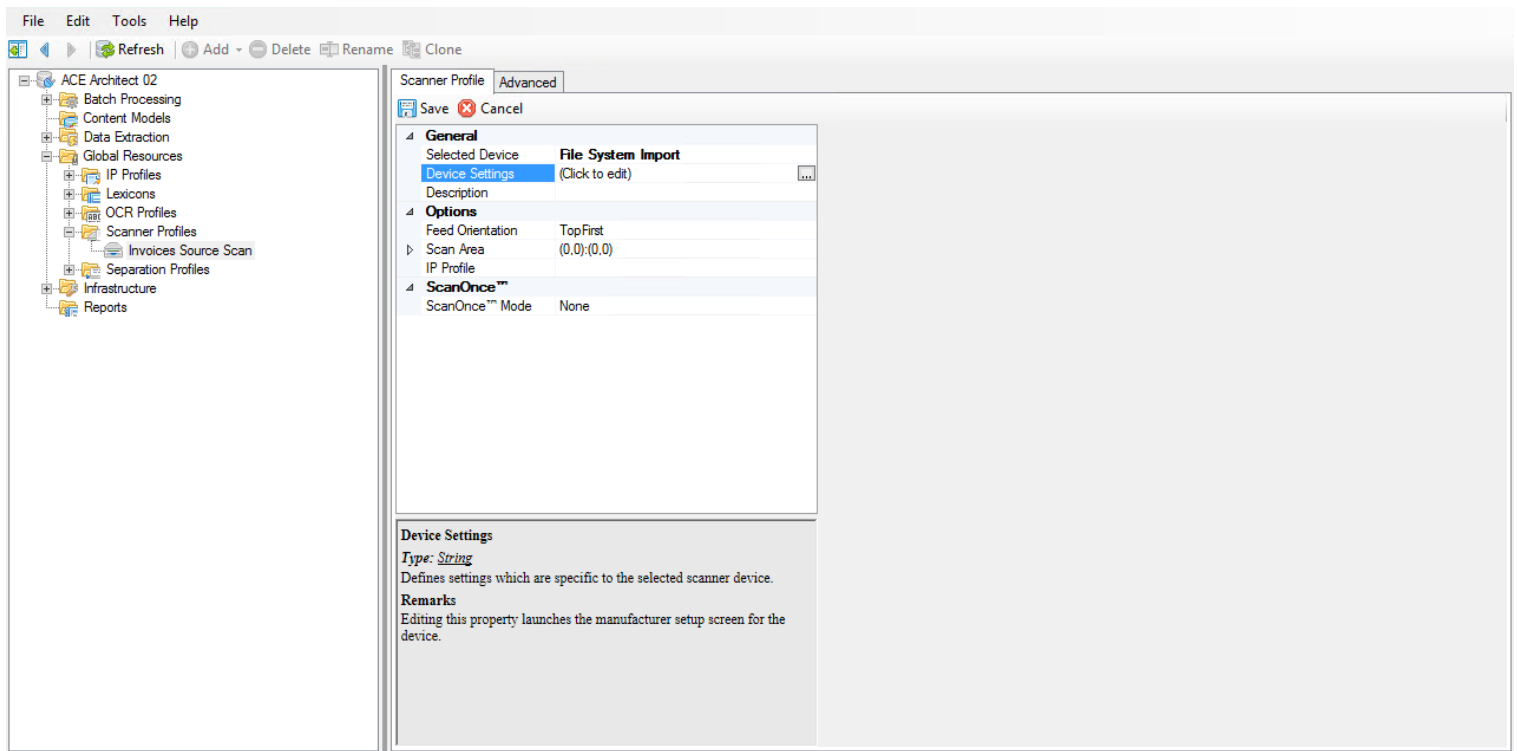 File Edit Tools Help
Refresh Add Delete Rename Clone
ACE Architect 02
Batch Processing
Content Models
Data Extraction
Global Resources
IP Profiles
Lexicons
OCR Profiles
Scanner Profiles
Invoices Source Scan
Separation Profiles
Infrastructure
Reports
Scanner Profile Advanced
Save Cancel
General
Selected Device File System Import
Device Settings (Click to edit) ...
Description
Options
Feed Orientation TopFirst
Scan Area (0,0):(0,0)
IP Profile
ScanOnce™
ScanOnce™ Mode None
Device Settings
Type: String
Defines settings which are specific to the selected scanner device.
Remarks
Editing this property launches the manufacturer setup screen for the
device.